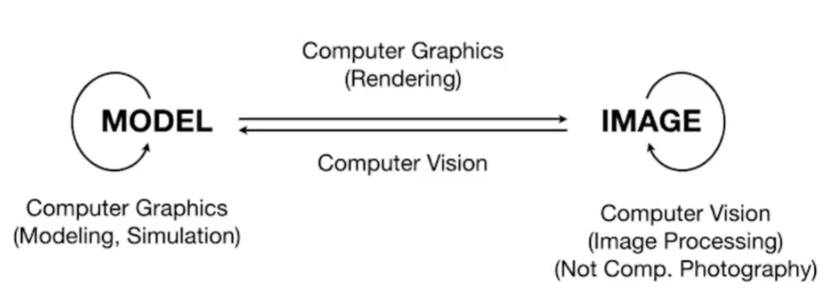 Computer Graphics
(Rendering)
MODEL
IMAGE
Computer Vision
Computer Graphics
(Modeling, Simulation)
Computer Vision
(Image Processing)
(Not Comp. Photography)